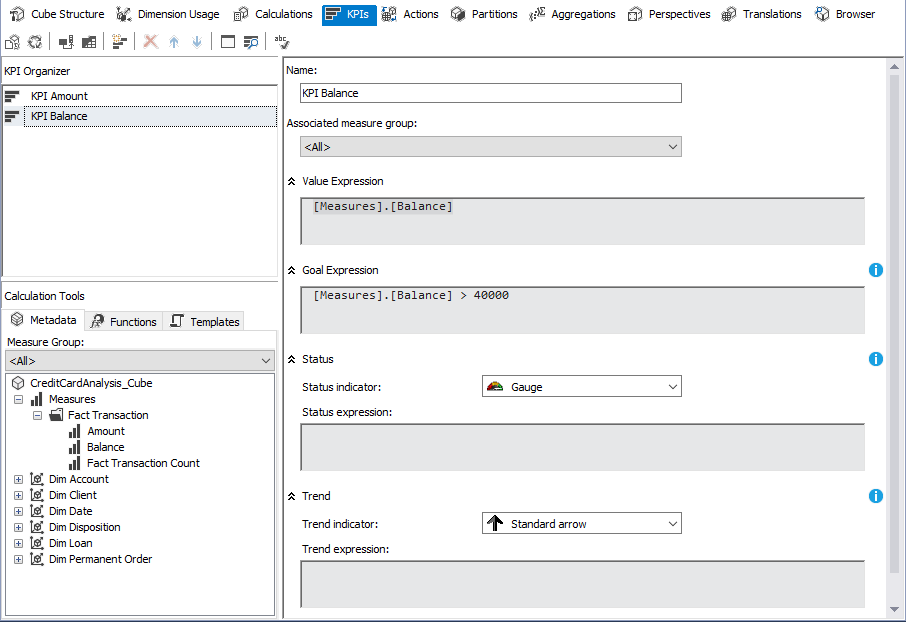 Cube Structure Dimension Usage Calculations KPIs Actions Partitions Aggregations Perspectives Translations Browser
abc
KPI Organizer
KPI Amount
KPI Balance
Calculation Tools
Metadata Functions Templates
Measure Group:
<All>
CreditCardAnalysis_Cube
Measures
Fact Transaction
Amount
Balance
Fact Transaction Count
Dim Account
Dim Client
Dim Date
Dim Disposition
Dim Loan
Dim Permanent Order
Name:
KPI Balance
Associated measure group:
<All>
Value Expression
[Measures].[Balance]
Goal Expression
[Measures].[Balance] > 40000
Status
Status indicator: Gauge
Status expression:
Trend
Trend indicator: Standard arrow
Trend expression: